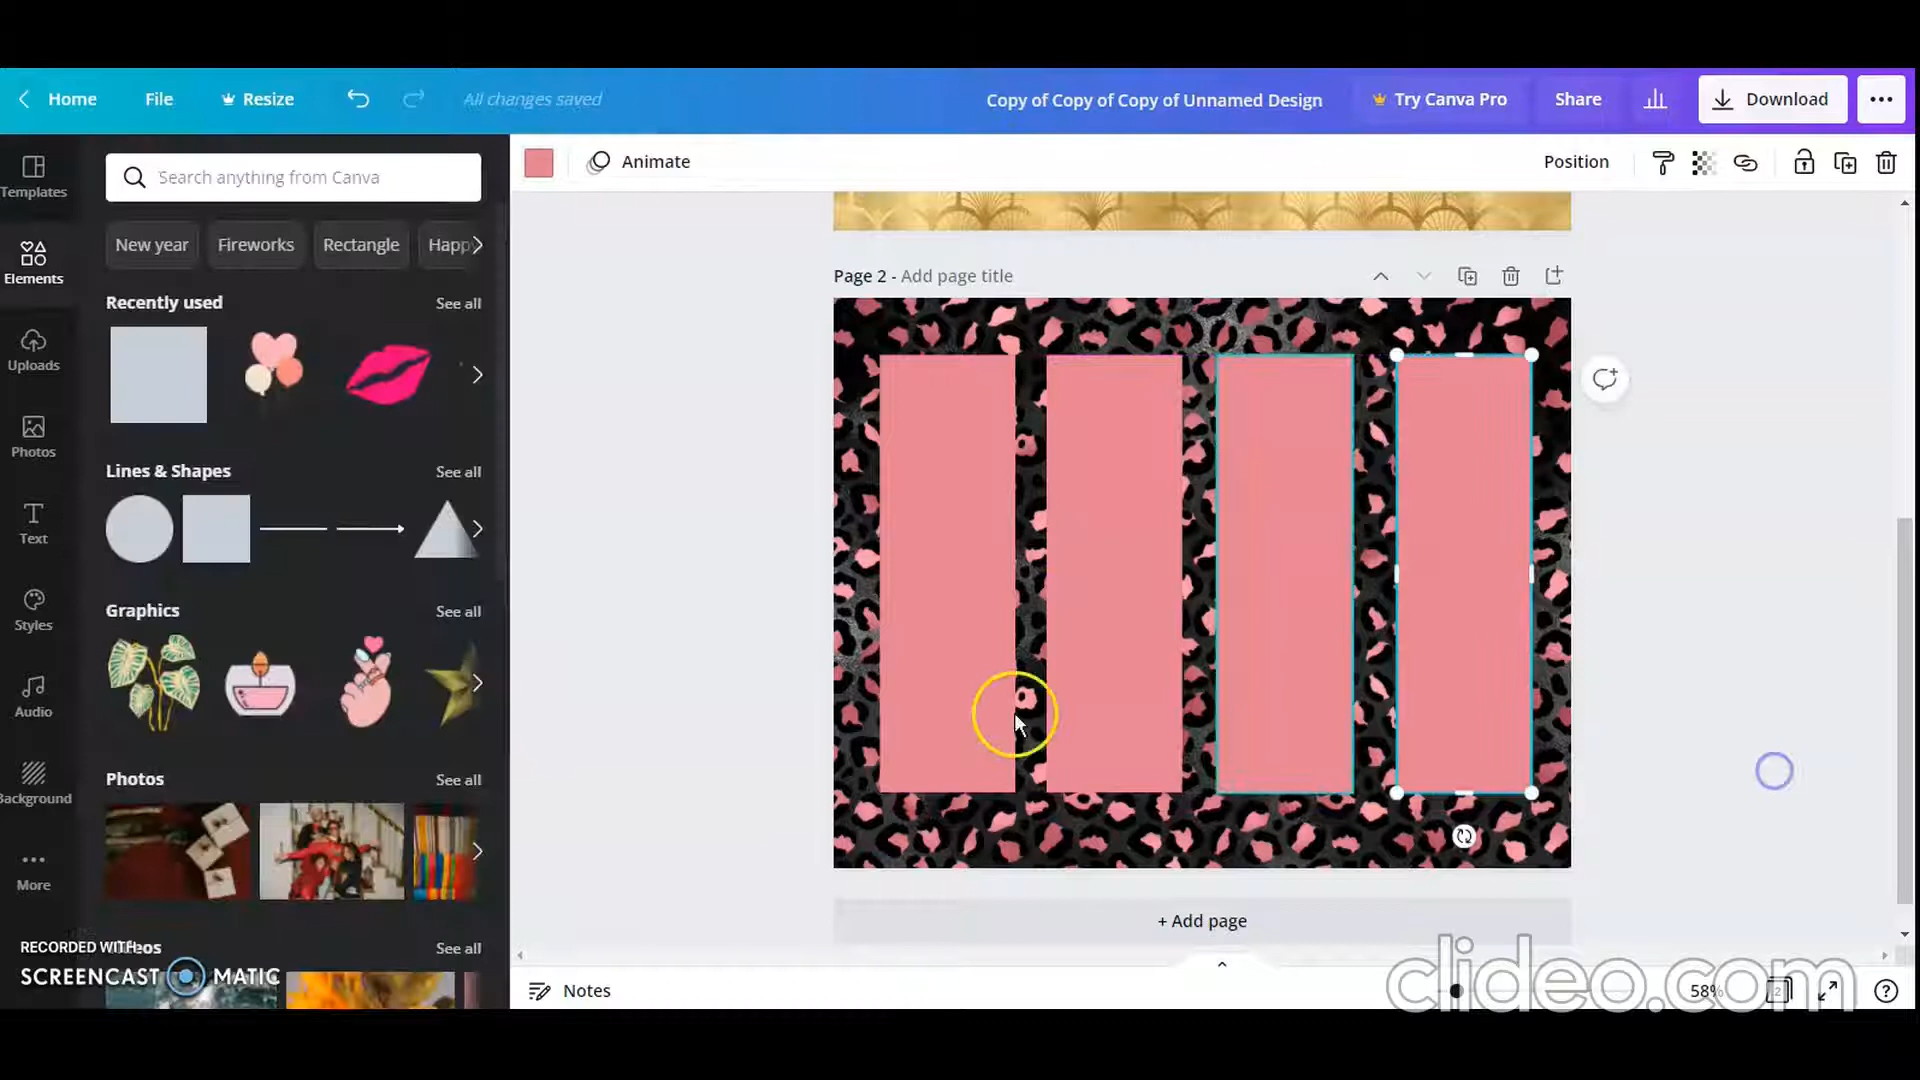 Home File Resize All changes saved Copy of Copy of Copy of Unnamed Design Try Canva Pro Share Download
Templates
Elements
Uploads
Photos
Text
Styles
Audio
Background
More
Search anything from Canva
New year Fireworks Rectangle Happ
Recently used See all
Lines & Shapes See all
Graphics See all
Photos See all
eos See all
RECORDED WITH
SCREENCAST MATIC
Animate Position
Page 2 - Add page title
+ Add page
Notes 58% 2 ?
clideo.com